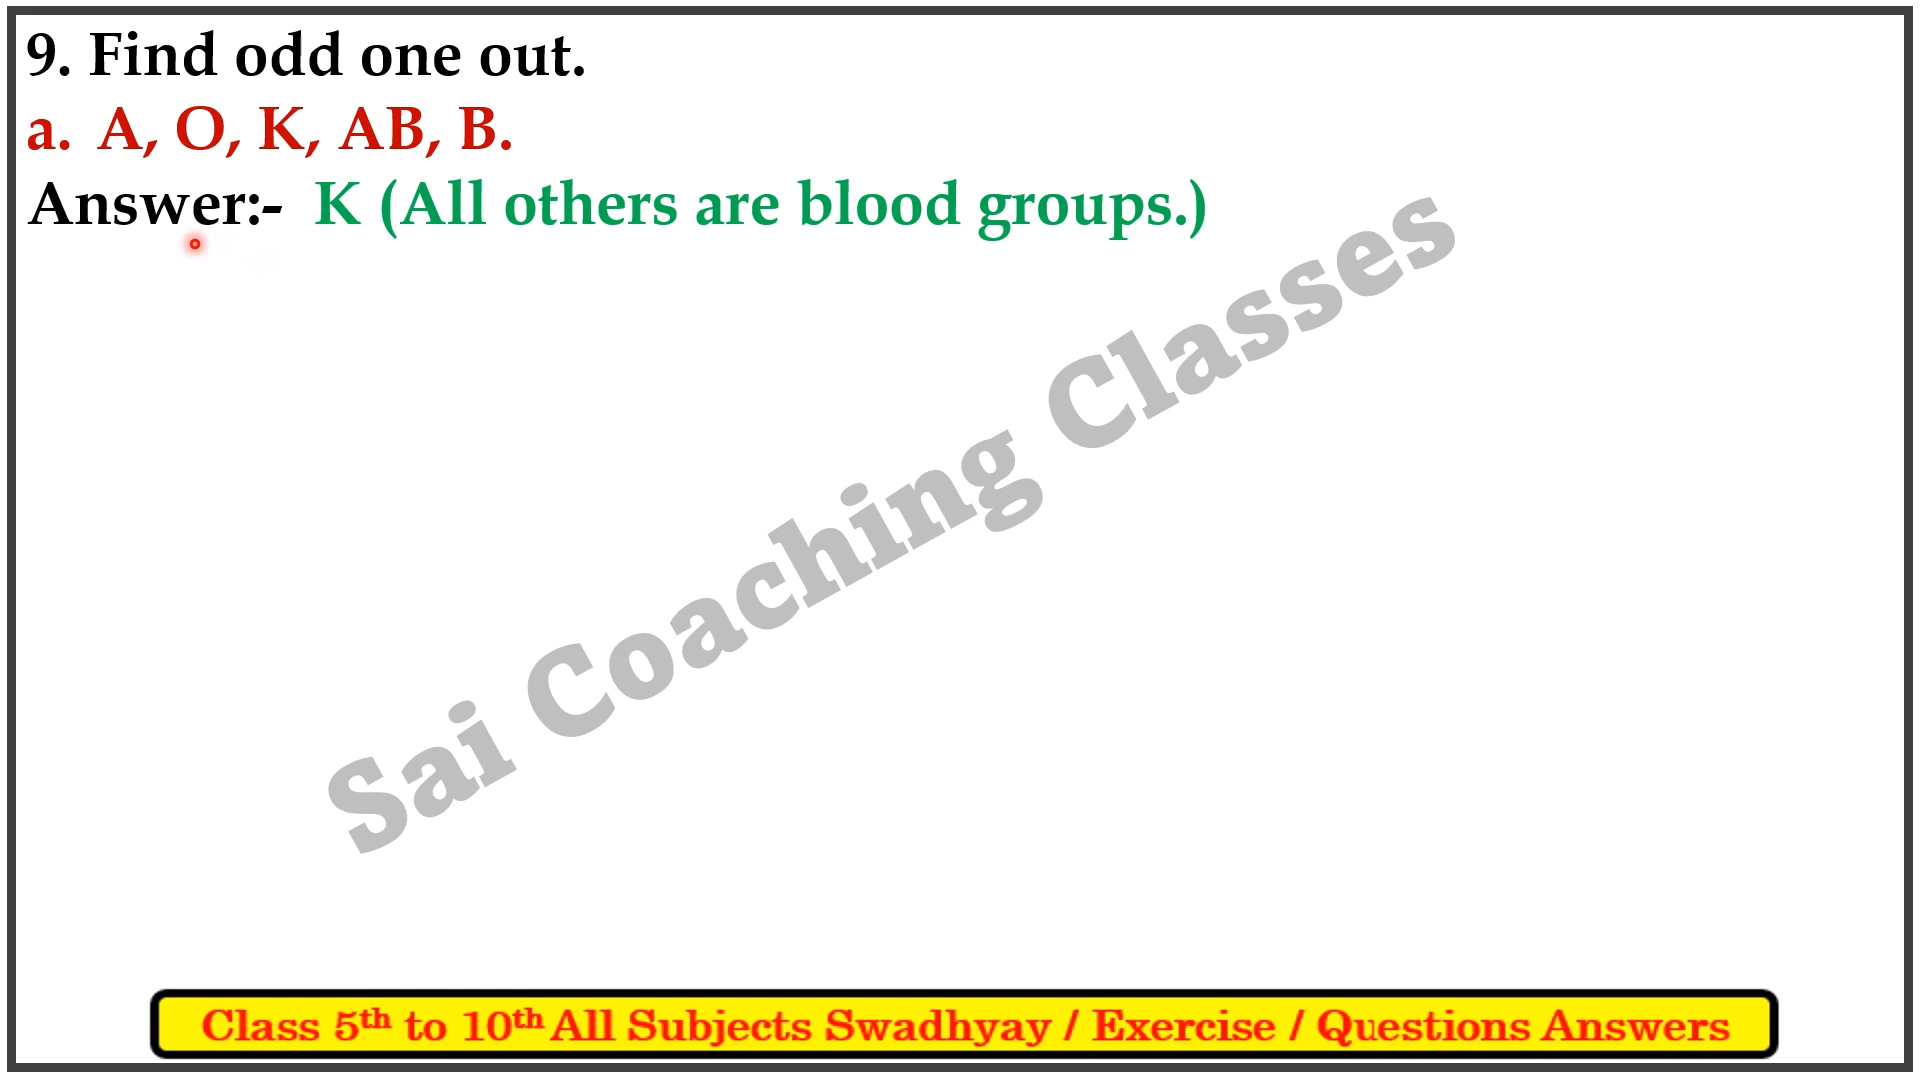 9. Find odd one out.
a. A, O, K, AB, B.
Answer:- K (All others are blood groups.)
Sai Coaching Classes
Class 5th to 10th All Subjects Swadhyay / Exercise / Questions Answers